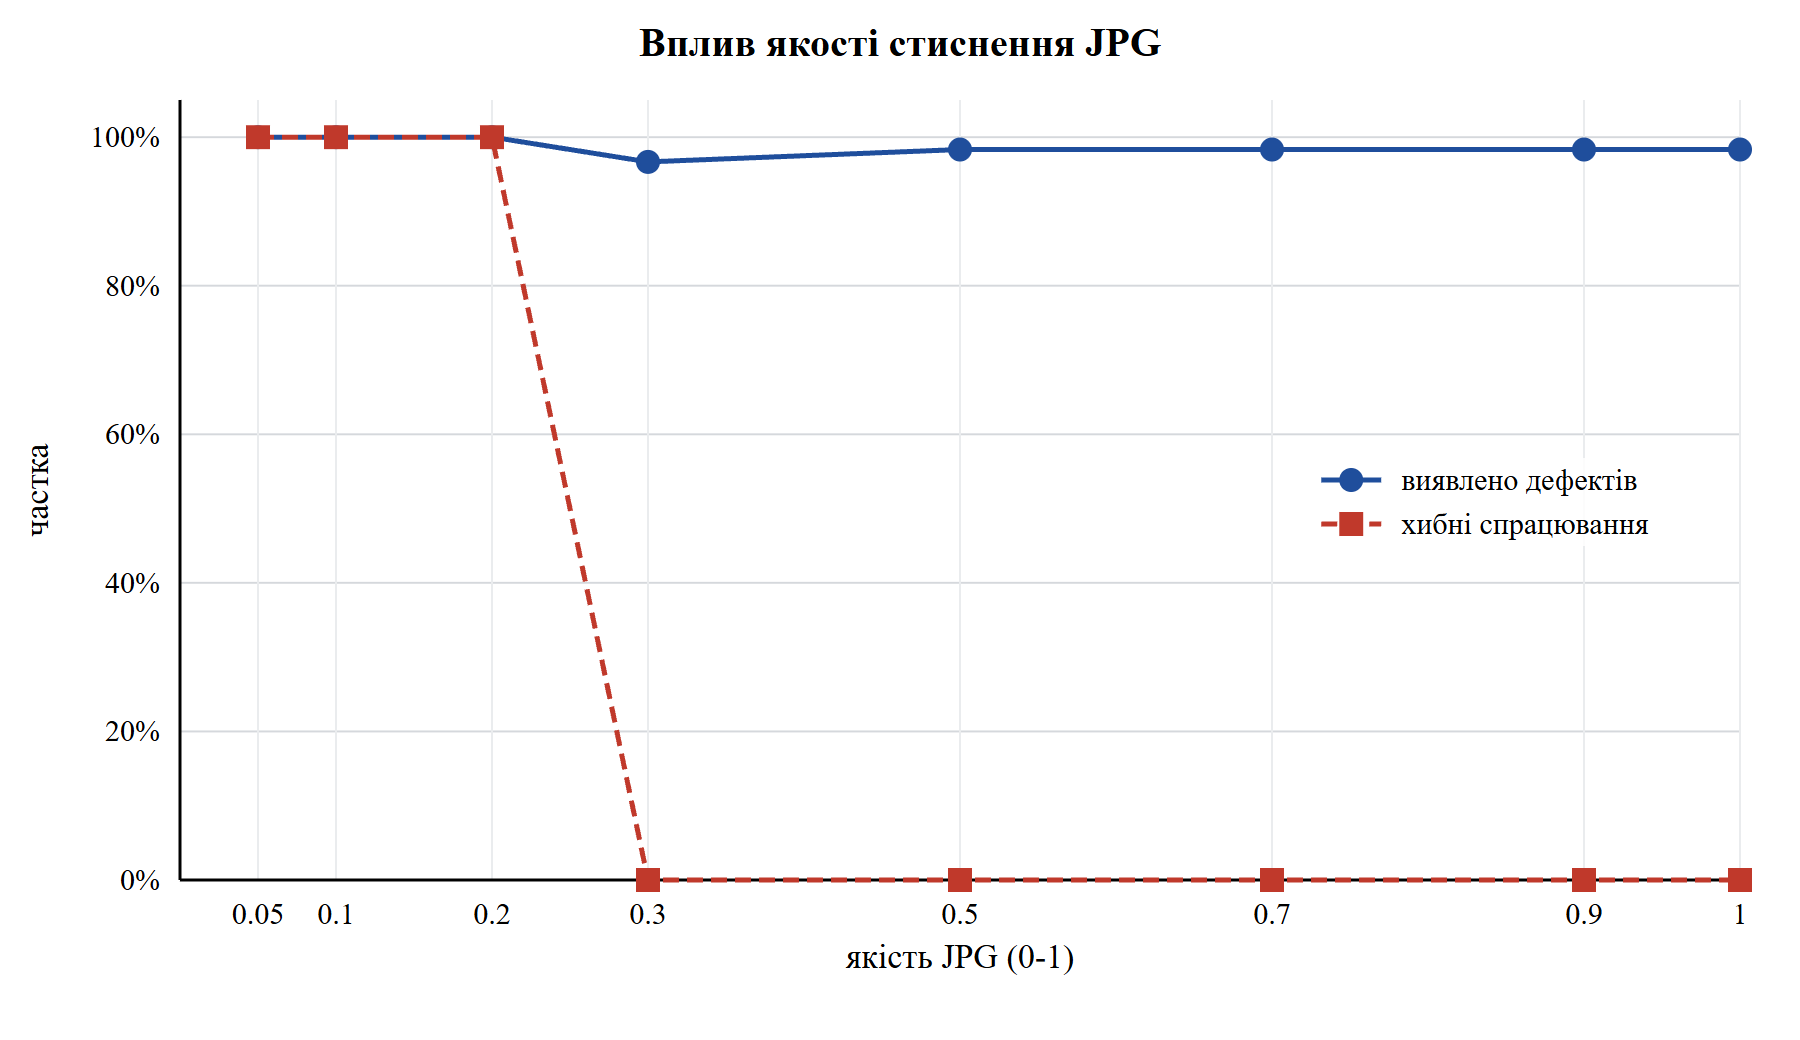 Вплив якості стиснення JPG
частка
100%
80%
60%
40%
20%
0%
виявлено дефектів
хибні спрацювання
0.05 0.1 0.2 0.3 0.5 0.7 0.9 1
якість JPG (0-1)